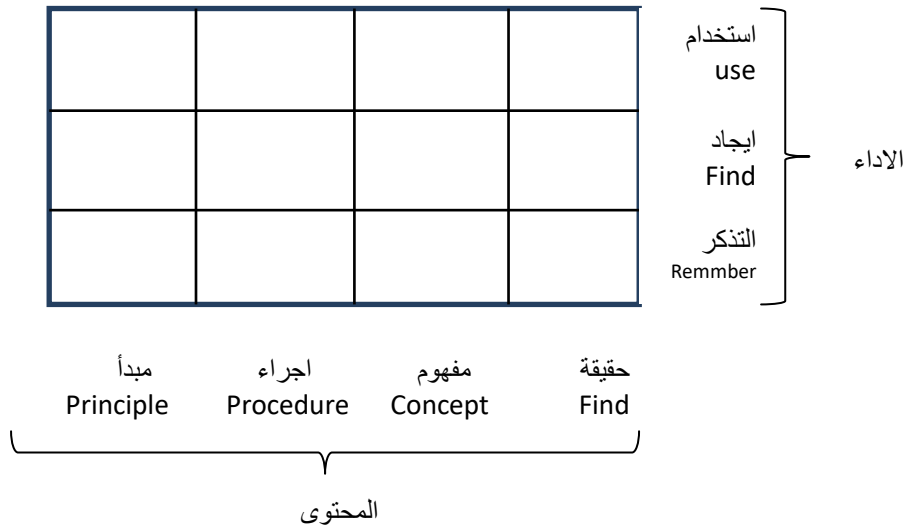 استخدام
use
ايجاد
Find
الاداء
التذكر
Remmber
حقيقة
مفهوم
اجراء
مبدأ
Find
Concept
Procedure
Principle
المحتوى